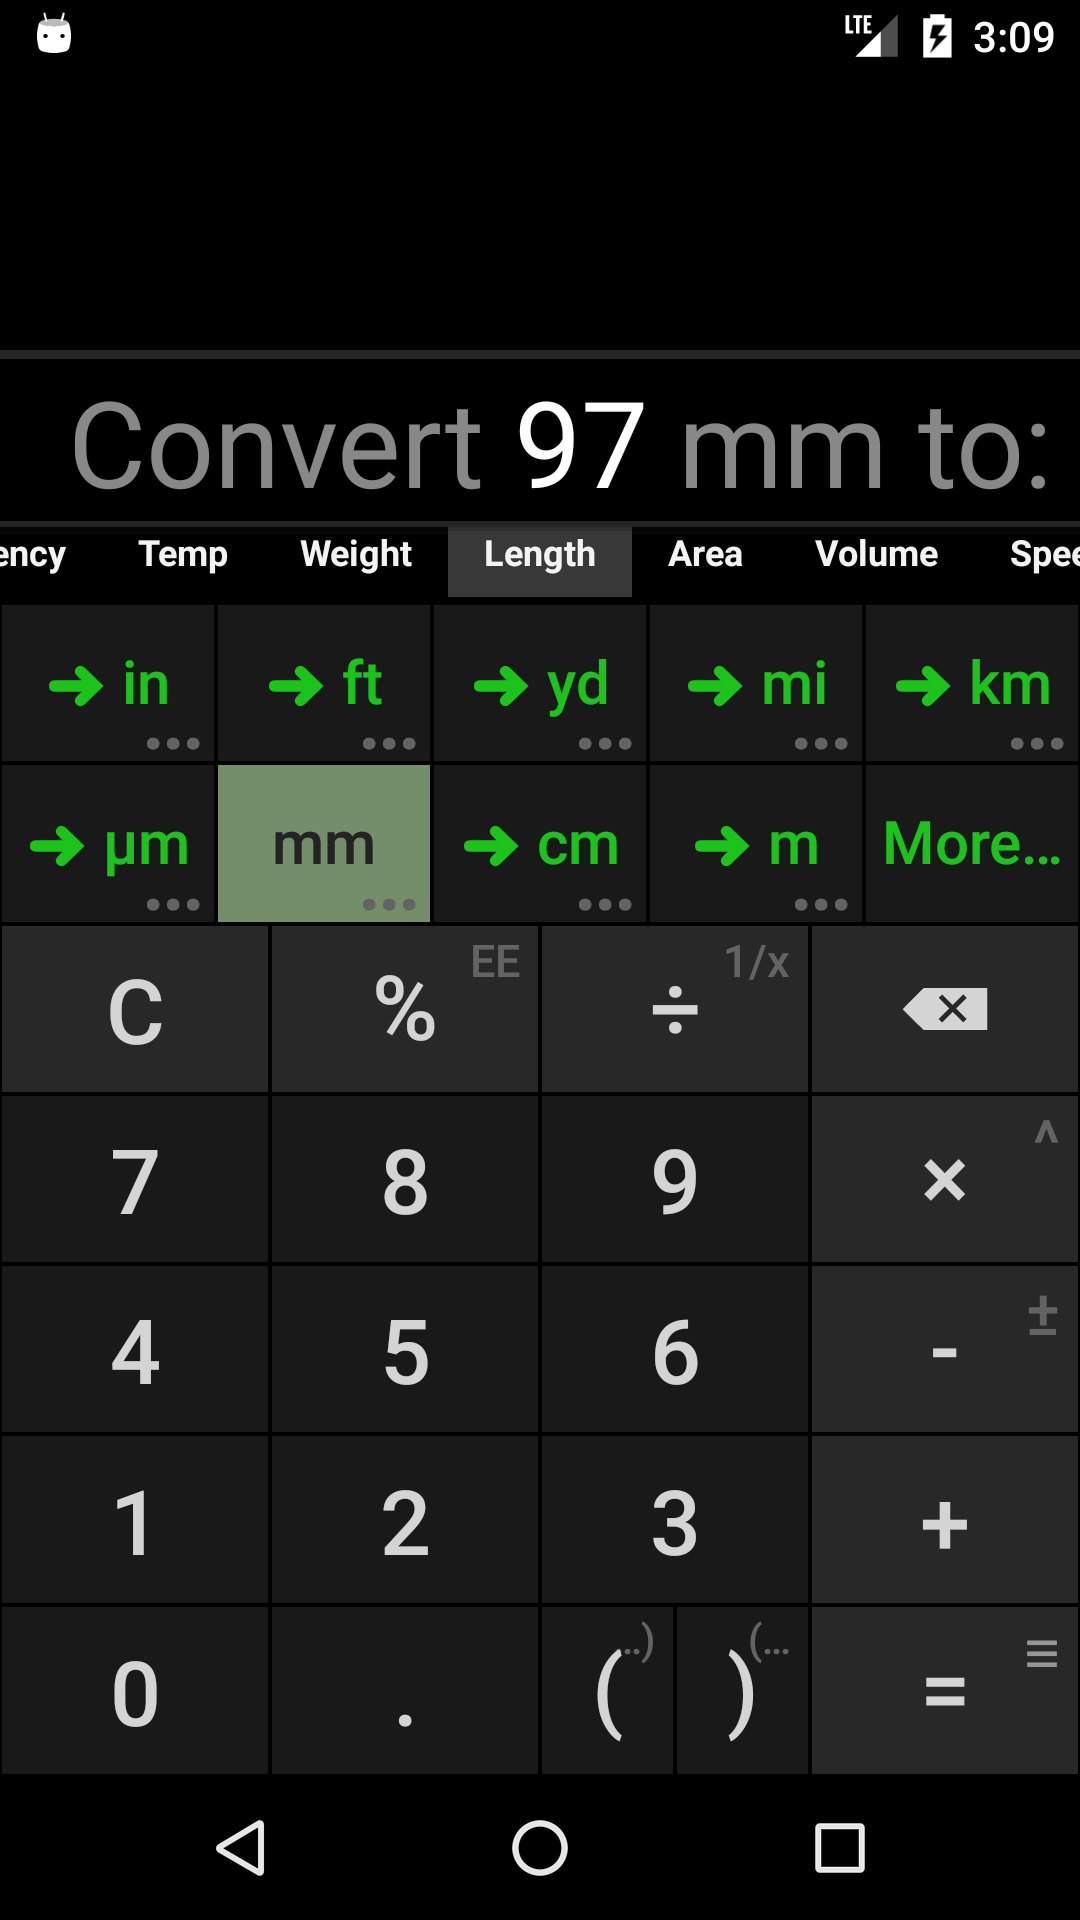 LTE 3:09
Convert 97 mm to:
ency Temp Weight Length Area Volume Spee
→ in → ft → yd → mi → km
→ µm mm → cm → m More...
C % EE ÷ 1/x
7 8 9 × ^
4 5 6 - ±
1 2 3 +
0 . ( ..) ) (... =